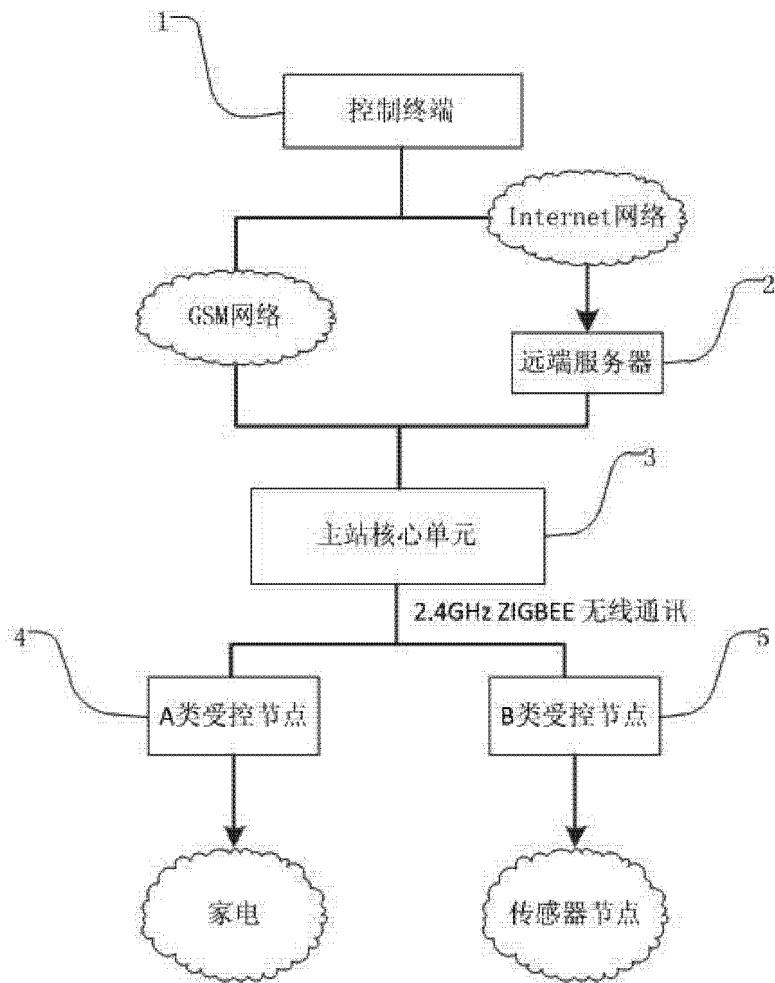 1
控制终端
Internet网络
GSM网络
2
远端服务器
3
主站核心单元
2.4GHz ZIGBEE 无线通讯
4
5
A类受控节点
B类受控节点
家电
传感器节点